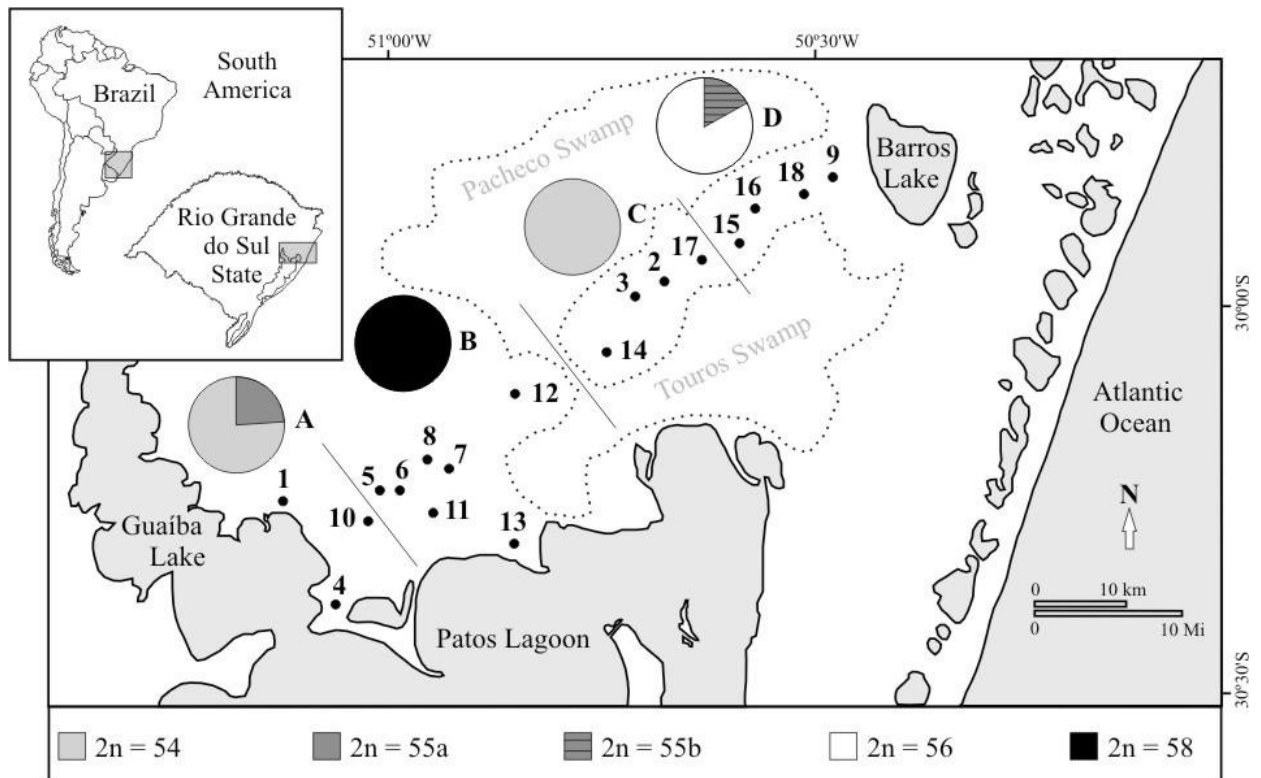 51°00'W
50°30'W
South
America
Brazil
Rio Grande
do Sul
State
Pacheco Swamp
D
Barros
Lake
9
18
16
15
C
17
2
3
30°00'S
14
Touros Swamp
B
12
Atlantic
Ocean
A
8
7
5
6
1
10
11
13
N
Guaíba
Lake
4
0 10 km
0 10 Mi
Patos Lagoon
30°30'S
2n = 54
2n = 55a
2n = 55b
2n = 56
2n = 58